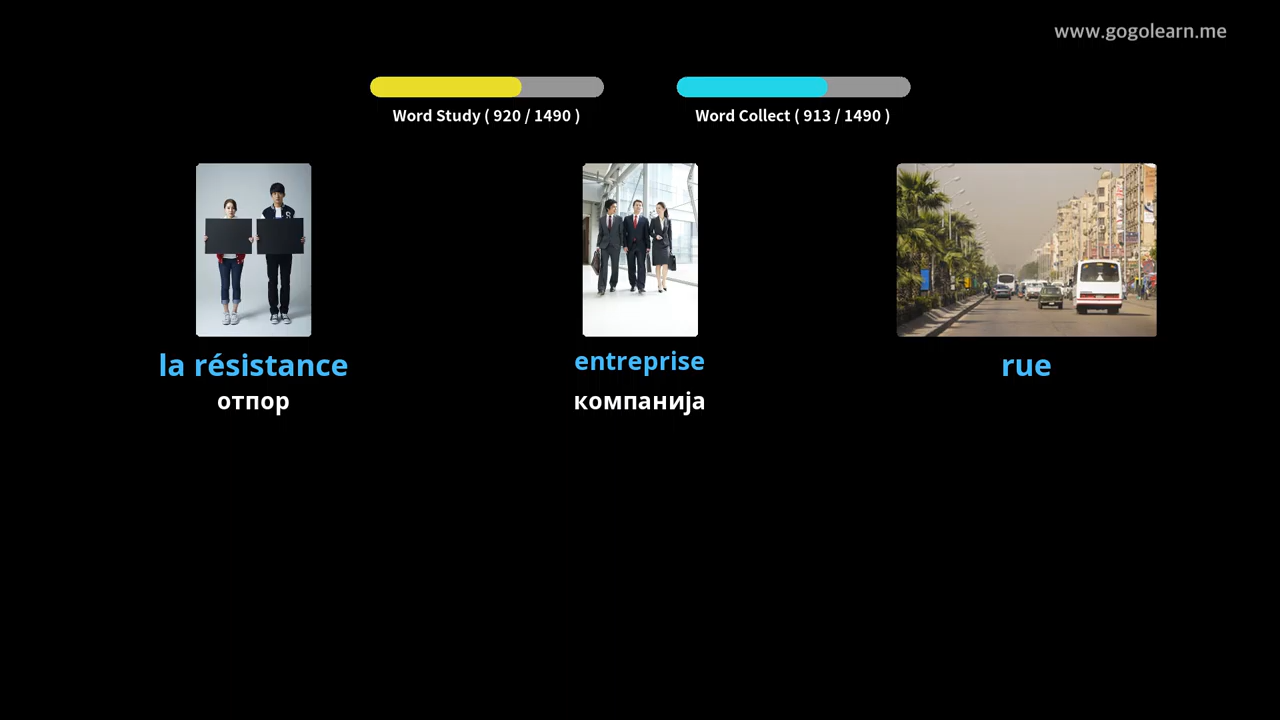 www.gogolearn.me
Word Study ( 920 / 1490 )
Word Collect ( 913 / 1490 )
la résistance
отпор
entreprise
компанија
rue